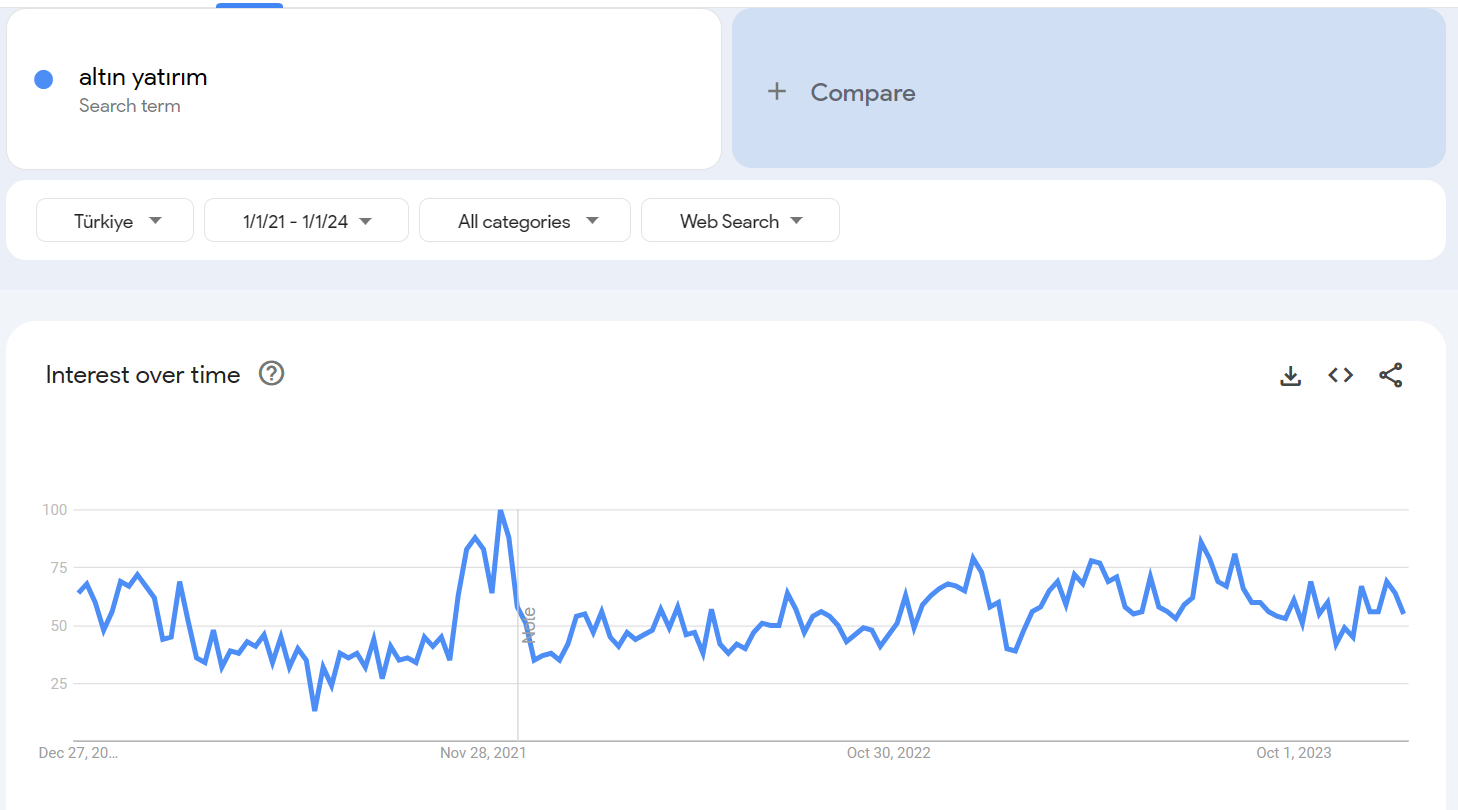 altın yatırım
Search term
+ Compare
Türkiye
1/1/21 - 1/1/24
All categories
Web Search
Interest over time
100
75
50
25
Note
Dec 27, 20...
Nov 28, 2021
Oct 30, 2022
Oct 1, 2023